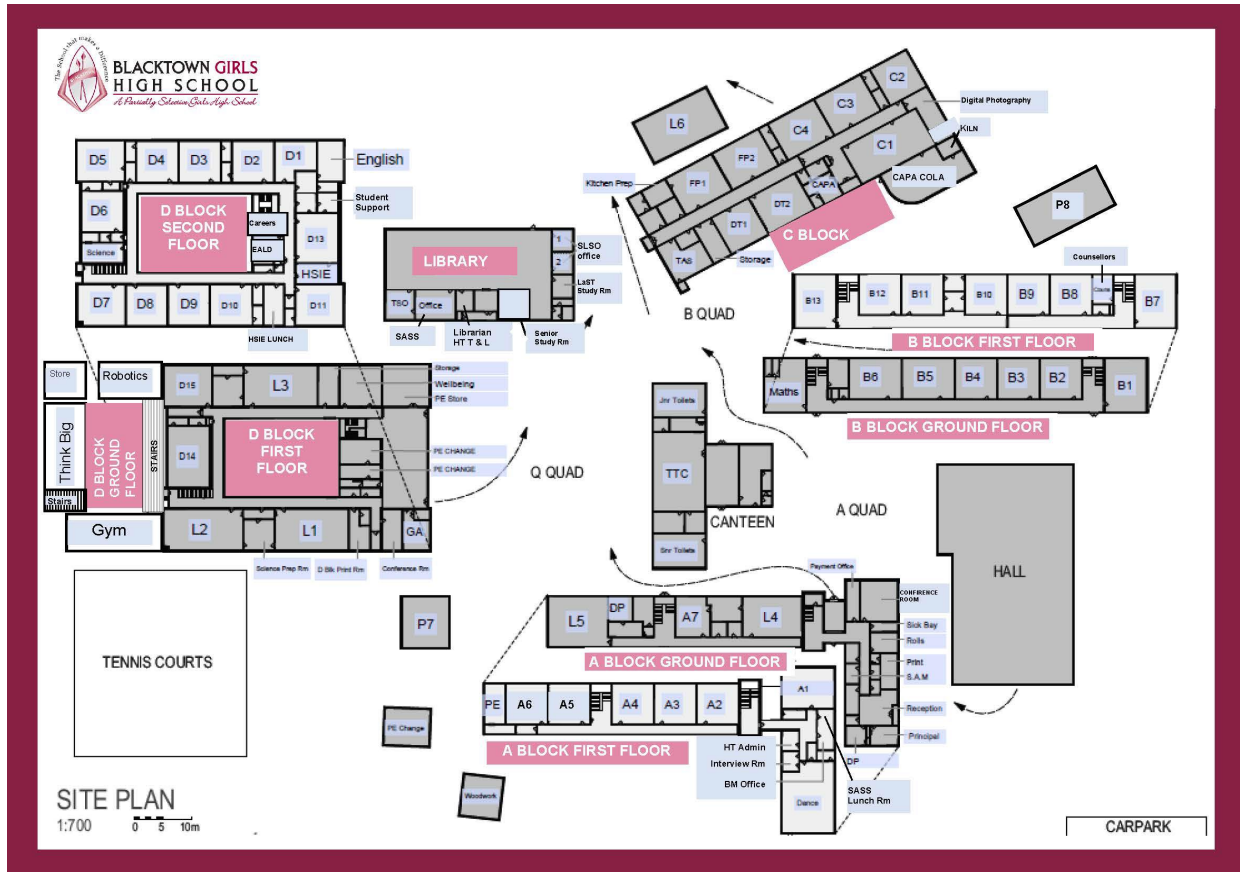 The School that makes a Difference
BLACKTOWN GIRLS
HIGH SCHOOL
A Partially Selective Girls High School
D5
D4
D3
D2
D1
English
D6
Science
D BLOCK
SECOND
FLOOR
Careers
EALD
Student
Support
D13
HSIE
D7
D8
D9
D10
D11
HSIE LUNCH
LIBRARY
1
2
SLSO
office
LaST
Study Rm
TSO
Office
SASS
Librarian
HT T & L
Senior
Study Rm
L6
C2
C3
C4
C1
Digital Photography
KILN
CAPA COLA
Kitchen Prep
FP1
FP2
CAPA
DT2
DT1
TAS
Storage
C BLOCK
P8
Counsellors
B QUAD
B13
B12
B11
B10
B9
B8
B7
B BLOCK FIRST FLOOR
Maths
B6
B5
B4
B3
B2
B1
B BLOCK GROUND FLOOR
Store
Robotics
Think Big
D BLOCK
GROUND
FLOOR
STAIRS
Stairs
Gym
D15
L3
Storage
Wellbeing
PE Store
D14
D BLOCK
FIRST
FLOOR
PE CHANGE
PE CHANGE
L2
L1
GA
Science Prep Rm
D Blk Print Rm
Conference Rm
Q QUAD
Jnr Toilets
TTC
CANTEEN
Snr Toilets
A QUAD
HALL
TENNIS COURTS
P7
PE Change
Woodwork
Payment Office
CONFIRENCE
ROOM
Sick Bay
Rolls
Print
S.A.M
Reception
Principal
DP
L5
DP
A7
L4
A BLOCK GROUND FLOOR
PE
A6
A5
A4
A3
A2
A1
A BLOCK FIRST FLOOR
HT Admin
Interview Rm
BM Office
SASS
Lunch Rm
Dance
SITE PLAN
1:700
0 5 10m
CARPARK